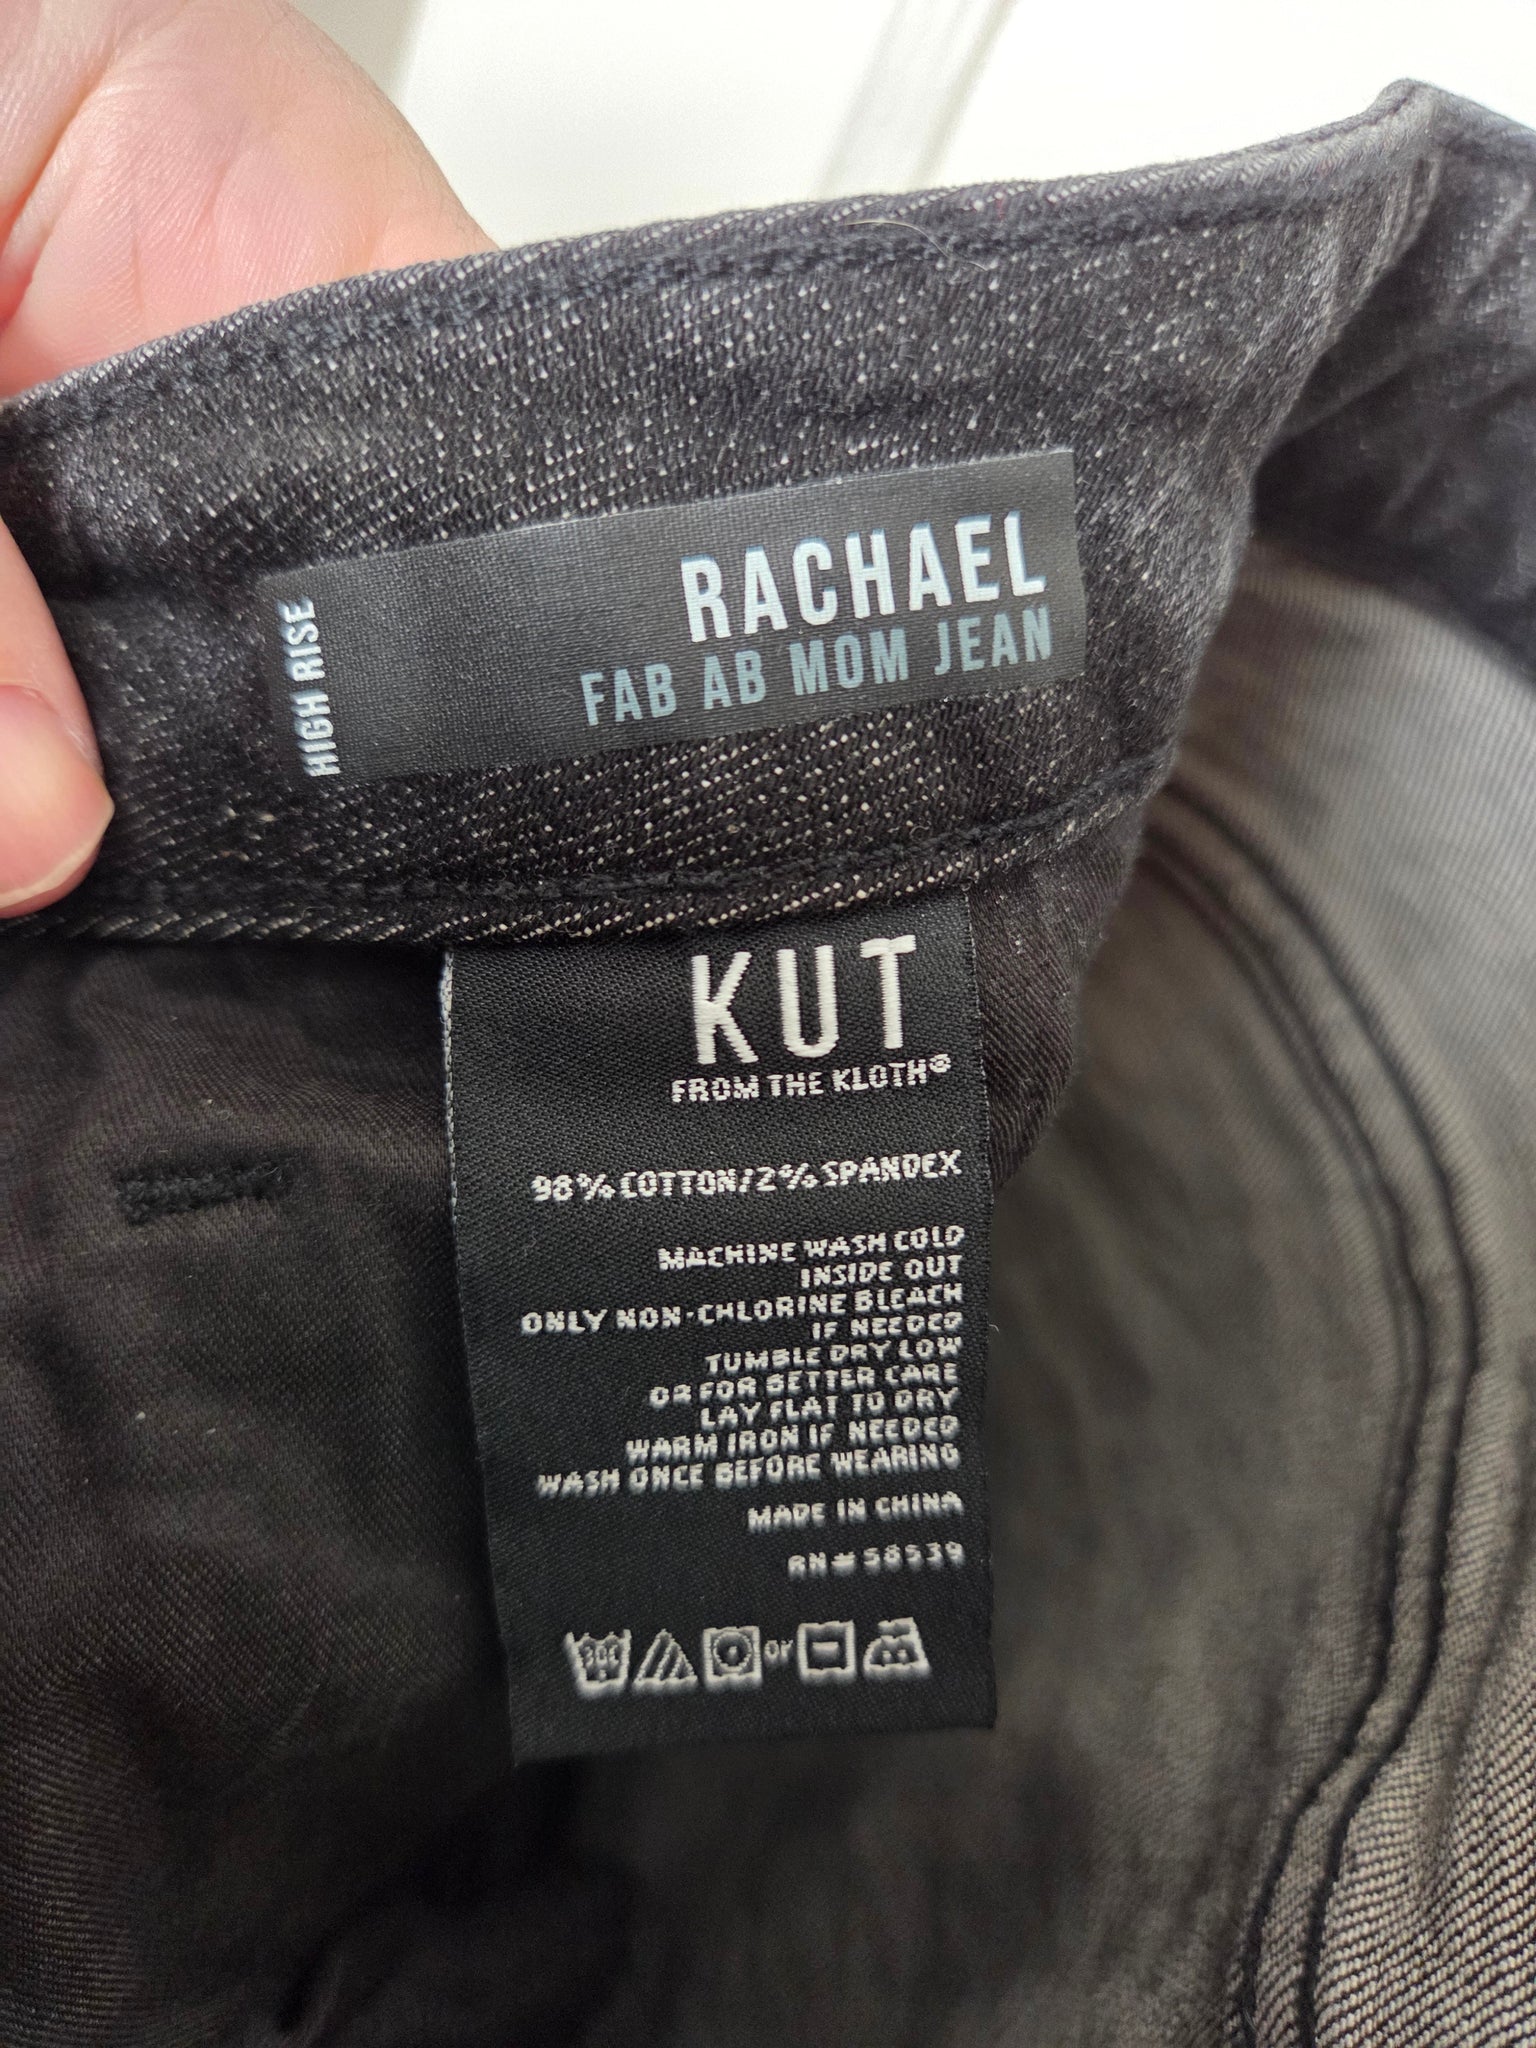 HIGH RISE
RACHAEL
FAB AB MOM JEAN
KUT
FROM THE KLOTH®
98% COTTON/2% SPANDEX
MACHINE WASH COLD
INSIDE OUT
ONLY NON-CHLORINE BLEACH
IF NEEDED
TUMBLE DRY LOW
OR FOR BETTER CARE
LAY FLAT TO DRY
WARM IRON IF NEEDED
WASH ONCE BEFORE WEARING
MADE IN CHINA
RN# 58539
30C or